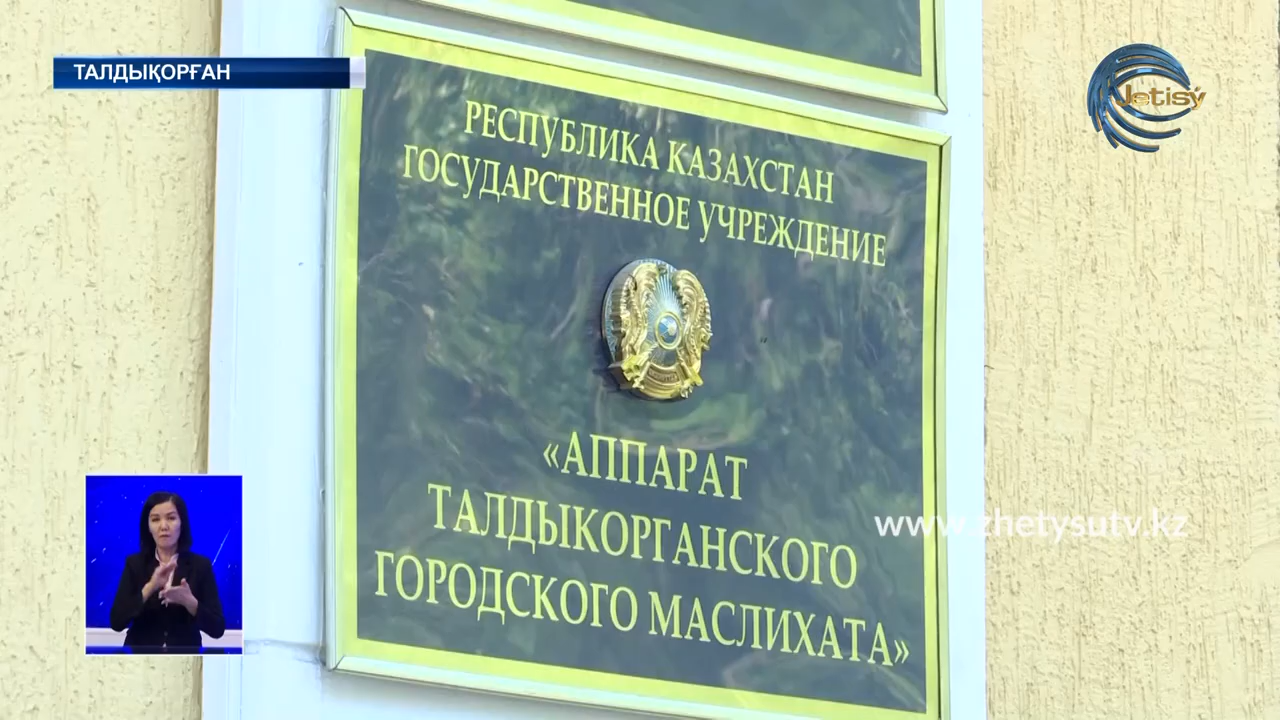 ТАЛДЫҚОРҒАН
Jetisý
РЕСПУБЛИКА КАЗАХСТАН
ГОСУДАРСТВЕННОЕ УЧРЕЖДЕНИЕ
«АППАРАТ
ТАЛДЫКОРГАНСКОГО
ГОРОДСКОГО МАСЛИХАТА»
www.zhetysutv.kz